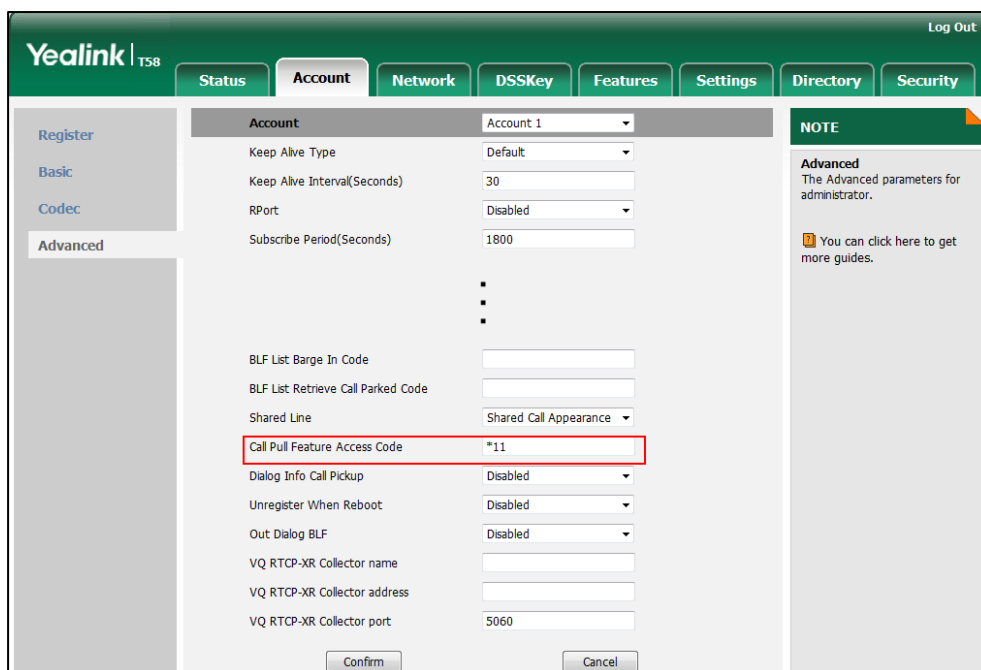 Log Out
Yealink T58
Status Account Network DSSKey Features Settings Directory Security
Register
Basic
Codec
Advanced
Account Account 1
Keep Alive Type Default
Keep Alive Interval(Seconds) 30
RPort Disabled
Subscribe Period(Seconds) 1800
BLF List Barge In Code
BLF List Retrieve Call Parked Code
Shared Line Shared Call Appearance
Call Pull Feature Access Code *11
Dialog Info Call Pickup Disabled
Unregister When Reboot Disabled
Out Dialog BLF Disabled
VQ RTCP-XR Collector name
VQ RTCP-XR Collector address
VQ RTCP-XR Collector port 5060
Confirm Cancel
NOTE
Advanced
The Advanced parameters for
administrator.
? You can click here to get
more guides.